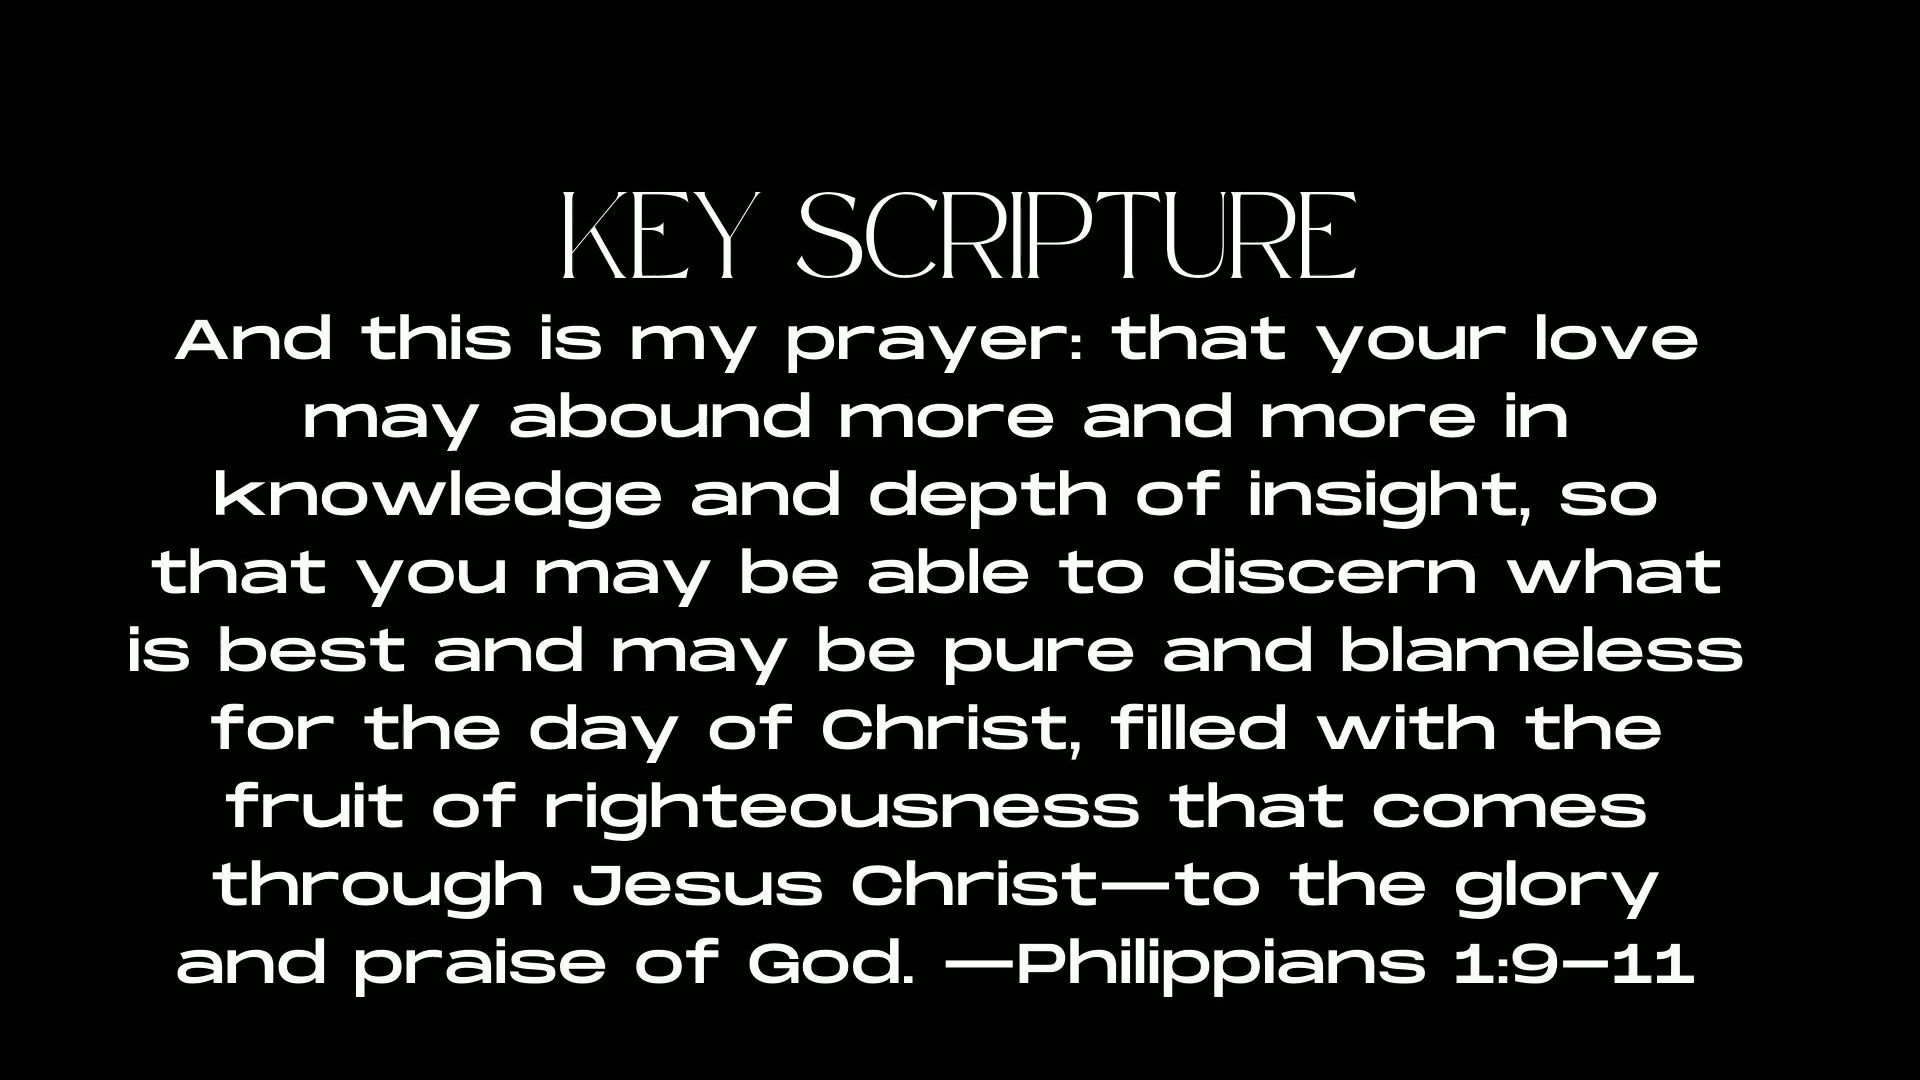 KEY SCRIPTURE
And this is my prayer: that your love
may abound more and more in
knowledge and depth of insight, so
that you may be able to discern what
is best and may be pure and blameless
for the day of Christ, filled with the
fruit of righteousness that comes
through Jesus Christ—to the glory
and praise of God. —Philippians 1:9–11